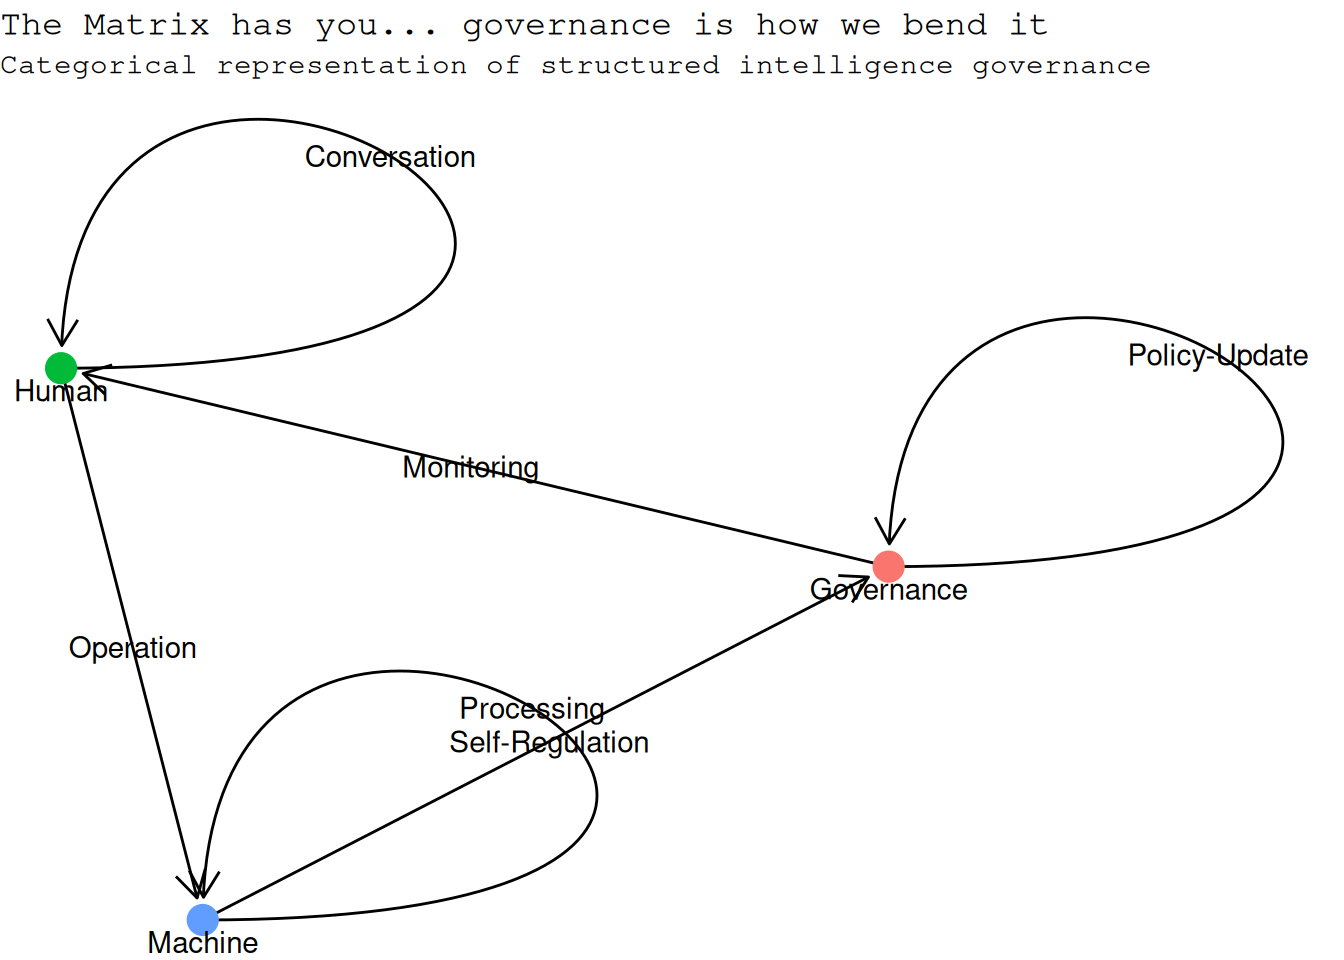 The Matrix has you... governance is how we bend it
Categorical representation of structured intelligence governance
Conversation
Policy-Update
Human
Monitoring
Governance
Operation
Processing
Self-Regulation
Machine